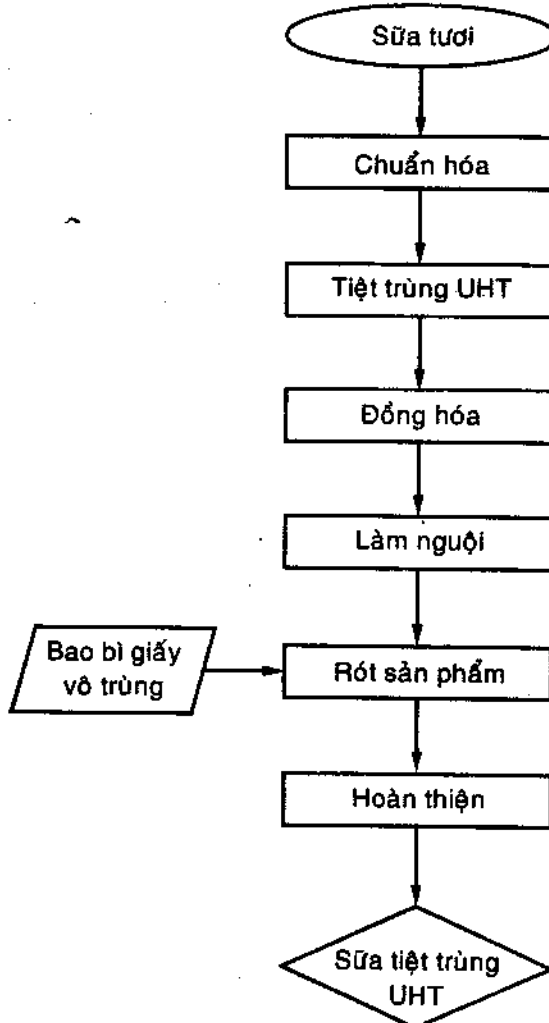 Sữa tươi
Chuẩn hóa
Tiệt trùng UHT
Đồng hóa
Làm nguội
Bao bì giấy
vô trùng
Rót sản phẩm
Hoàn thiện
Sữa tiệt trùng
UHT